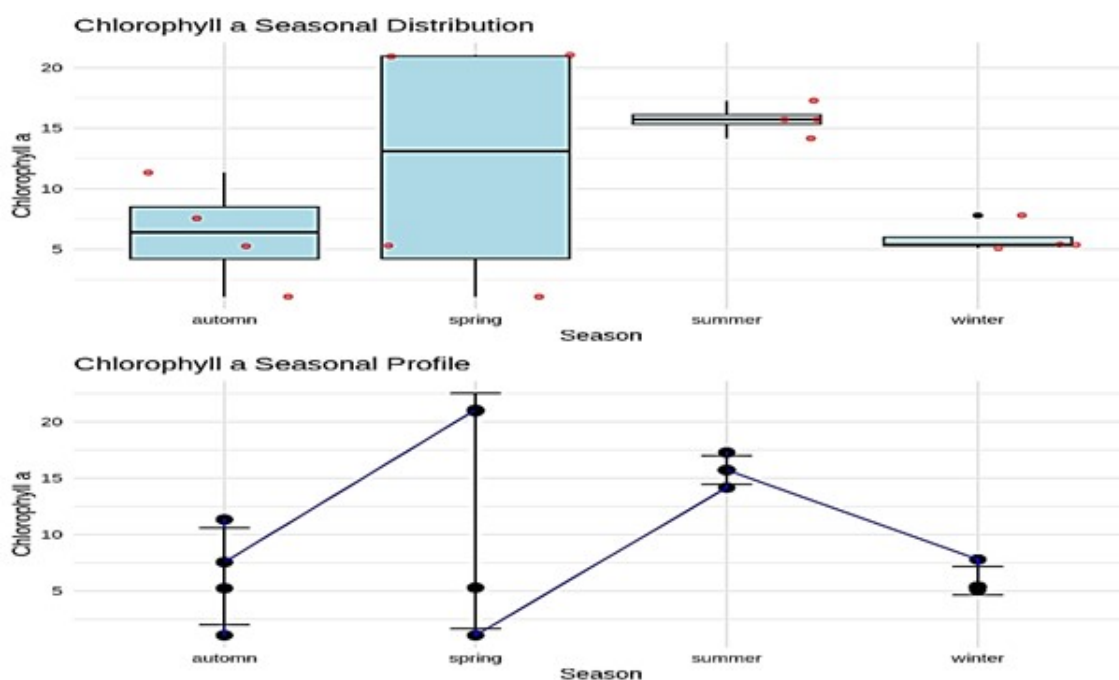 Chlorophyll a Seasonal Distribution
20
15
10
5
Chlorophyll a
automn spring summer winter
Season
Chlorophyll a Seasonal Profile
20
15
10
5
Chlorophyll a
automn spring summer winter
Season